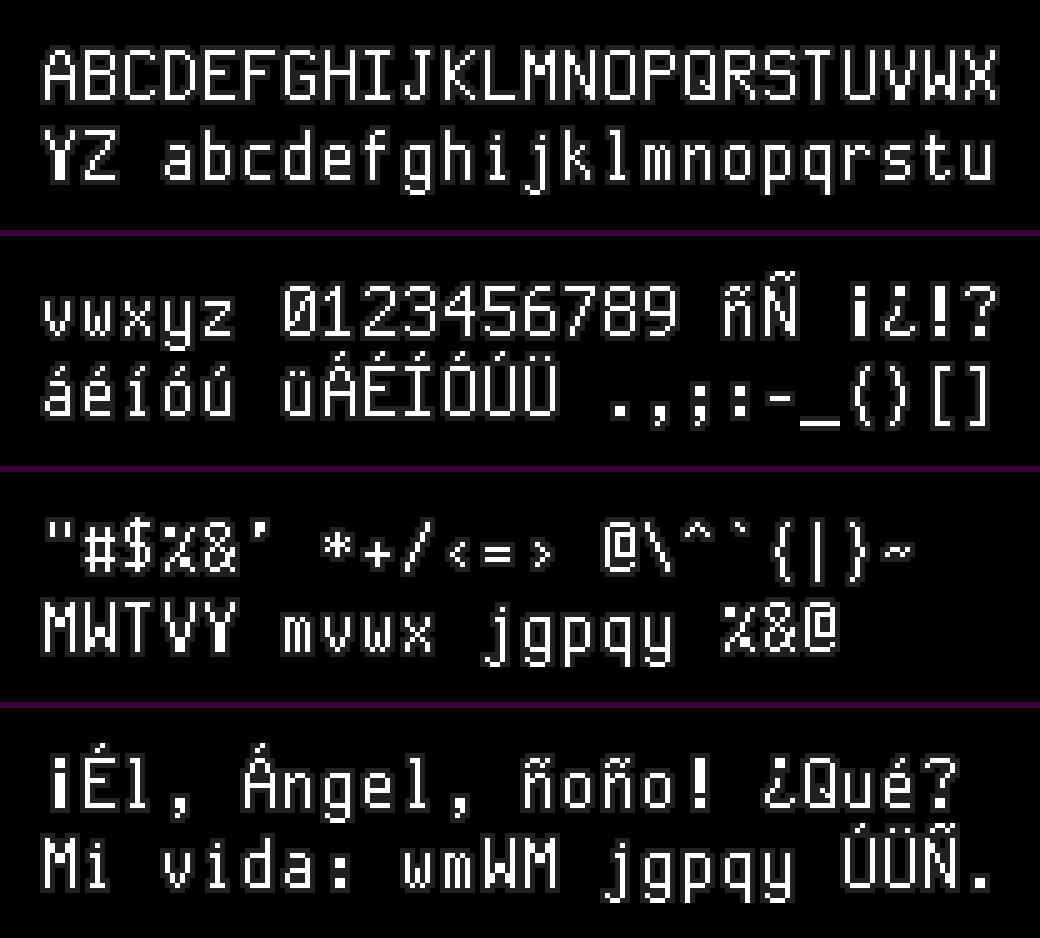 ABCDEFGHIJKLMNOPQRSTUVWX
YZ abcdefghijklmnopqrstu
vwxyz 0123456789 ñÑ ¡¿!?
áéíóú üÁÉÍÓÚÜ .,;:-_()[]
"#$%&' *+/<=> @\^`{|}~
MWTVY mvwx jgpqy %&@
¡Él, Ángel, ñoño! ¿Qué?
Mi vida: wmWM jgpqy ÚÜÑ.